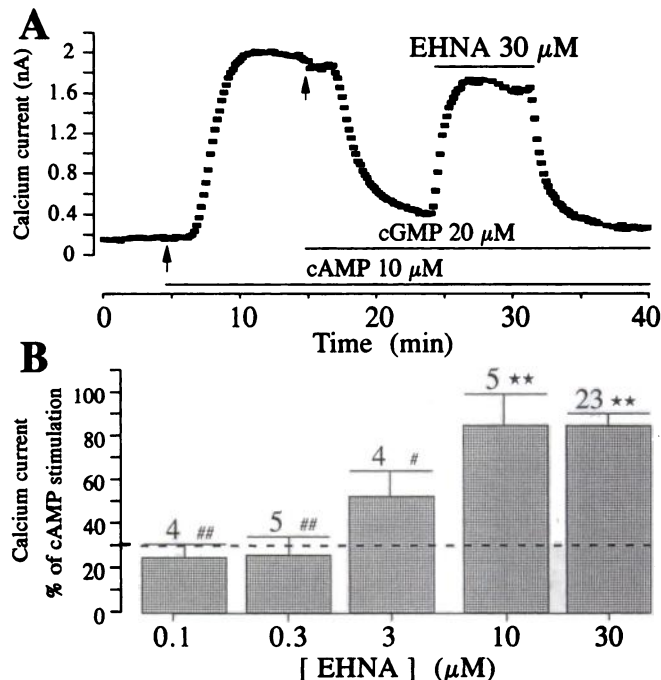 A
Calcium current (nA)
2
1.6
1.2
0.8
0.4
0
EHNA 30 µM
cGMP 20 µM
cAMP 10 µM
0 10 20 30 40
Time (min)
B
Calcium current
% of cAMP stimulation
100
80
60
40
20
0
4 ##
5 ##
4 #
5 ★★
23 ★★
0.1 0.3 3 10 30
[ EHNA ] (µM)